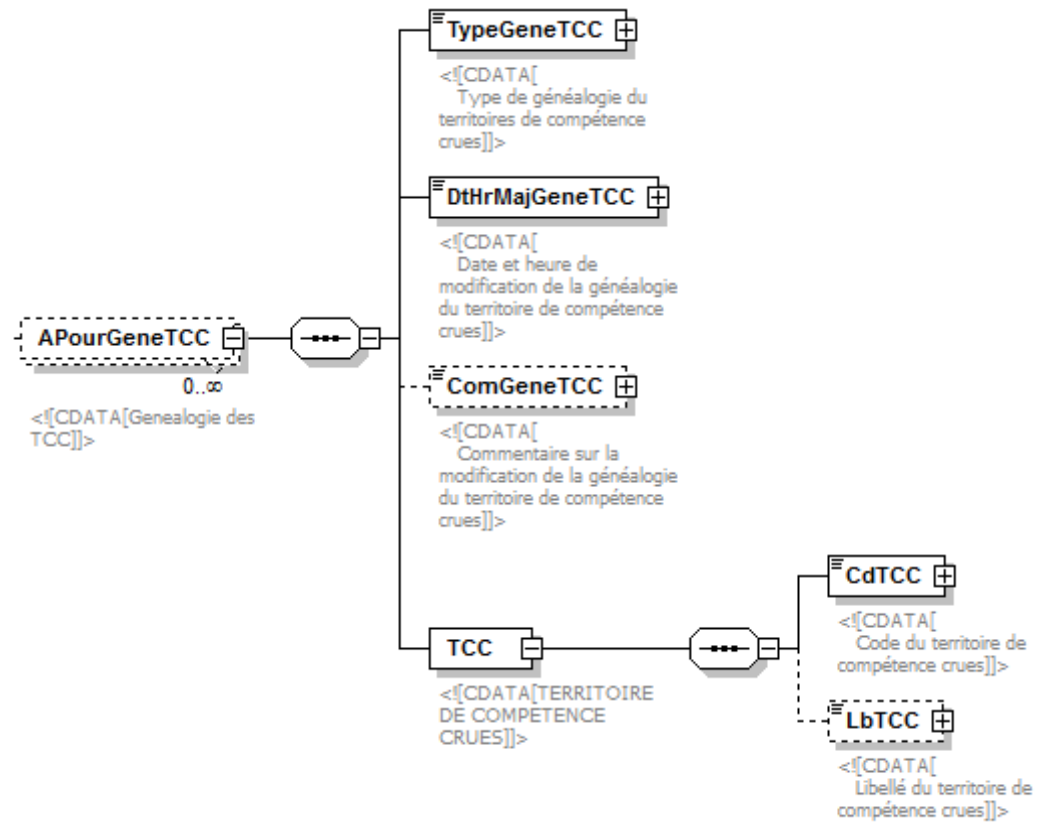 TypeGeneTCC
<![CDATA[
Type de généalogie du
territoires de compétence
crues]]>
DtHrMajGeneTCC
<![CDATA[
Date et heure de
modification de la généalogie
du territoire de compétence
crues]]>
APourGeneTCC
0..∞
<![CDATA[Genealogie des
TCC]]>
ComGeneTCC
<![CDATA[
Commentaire sur la
modification de la généalogie
du territoire de compétence
crues]]>
TCC
<![CDATA[TERRITOIRE
DE COMPETENCE
CRUES]]>
CdTCC
<![CDATA[
Code du territoire de
compétence crues]]>
LbTCC
<![CDATA[
Libellé du territoire de
compétence crues]]>